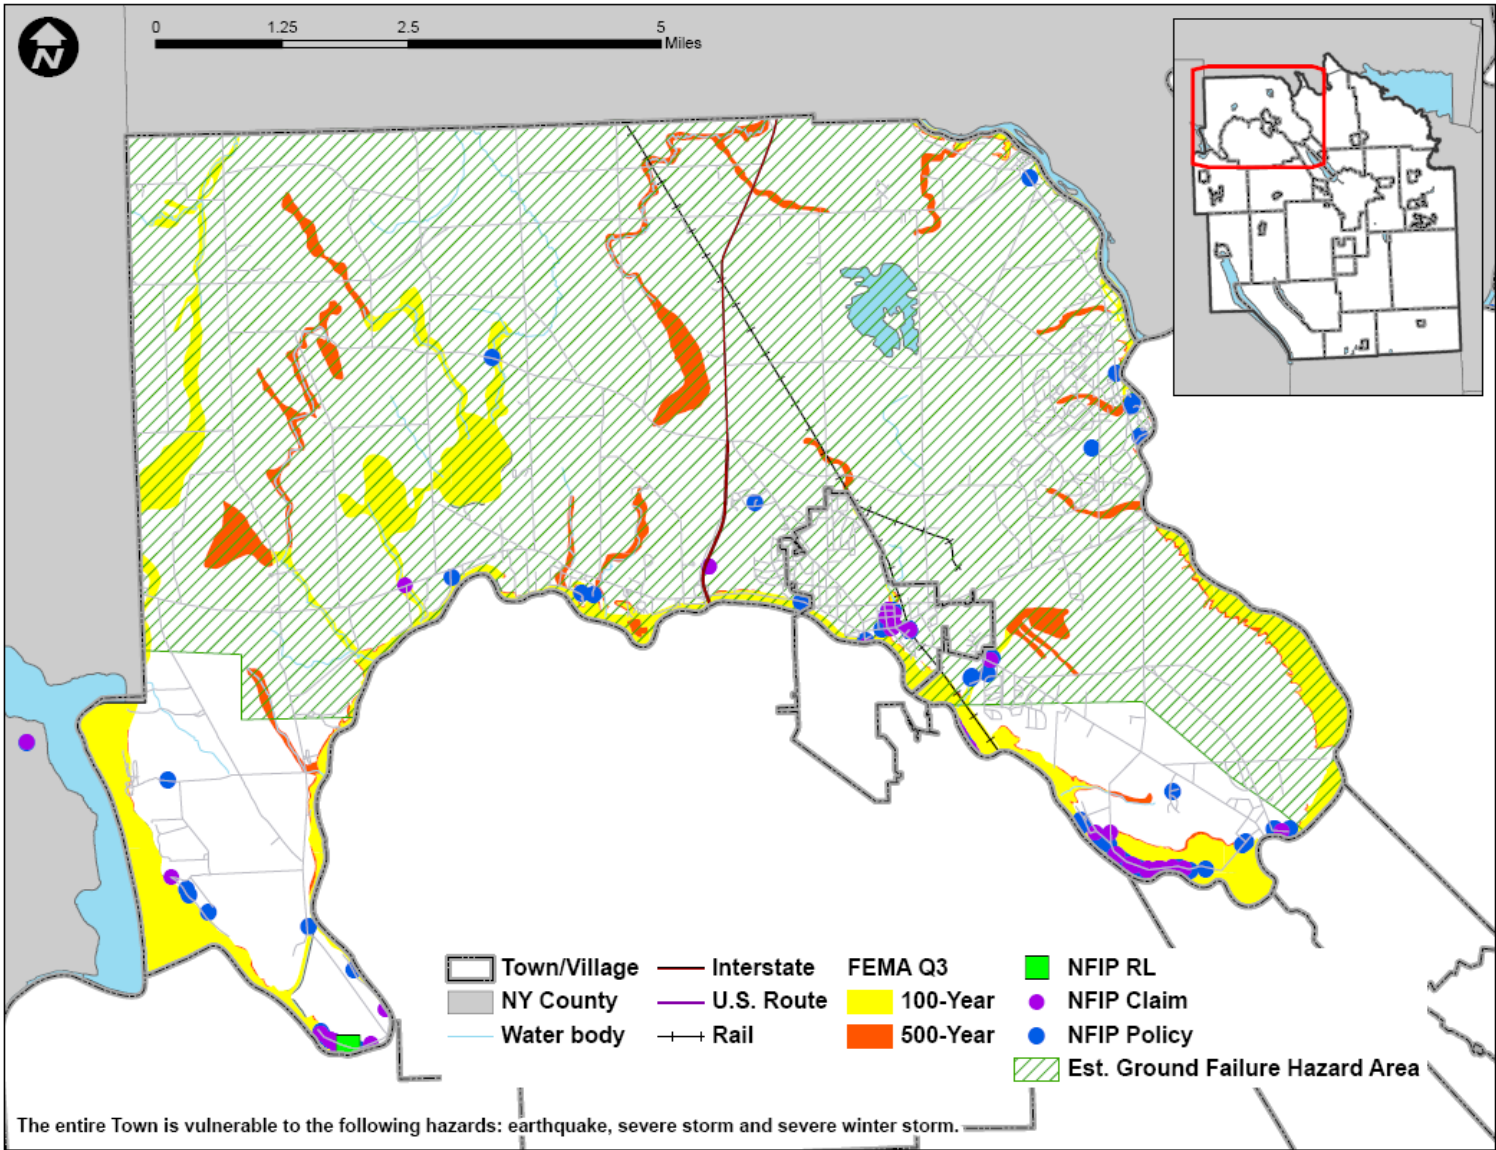 N
0 1.25 2.5 5
Miles
Town/Village
NY County
Water body
Interstate
U.S. Route
Rail
FEMA Q3
100-Year
500-Year
NFIP RL
NFIP Claim
NFIP Policy
Est. Ground Failure Hazard Area
The entire Town is vulnerable to the following hazards: earthquake, severe storm and severe winter storm.